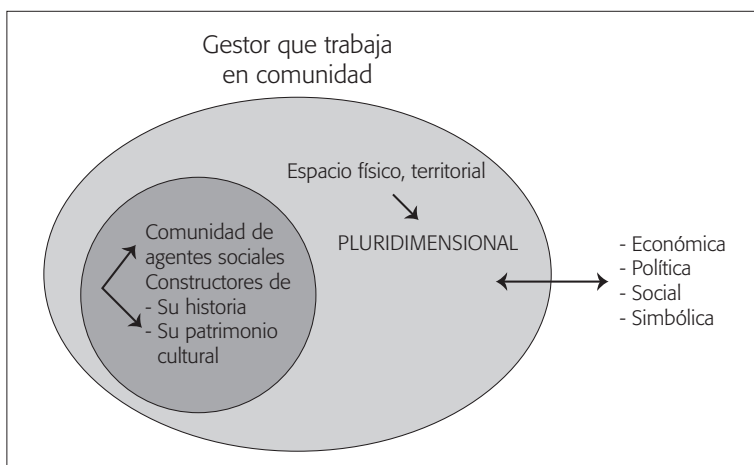 Gestor que trabaja
en comunidad
Espacio físico, territorial
PLURIDIMENSIONAL
Comunidad de
agentes sociales
Constructores de
- Su historia
- Su patrimonio
cultural
- Económica
- Política
- Social
- Simbólica